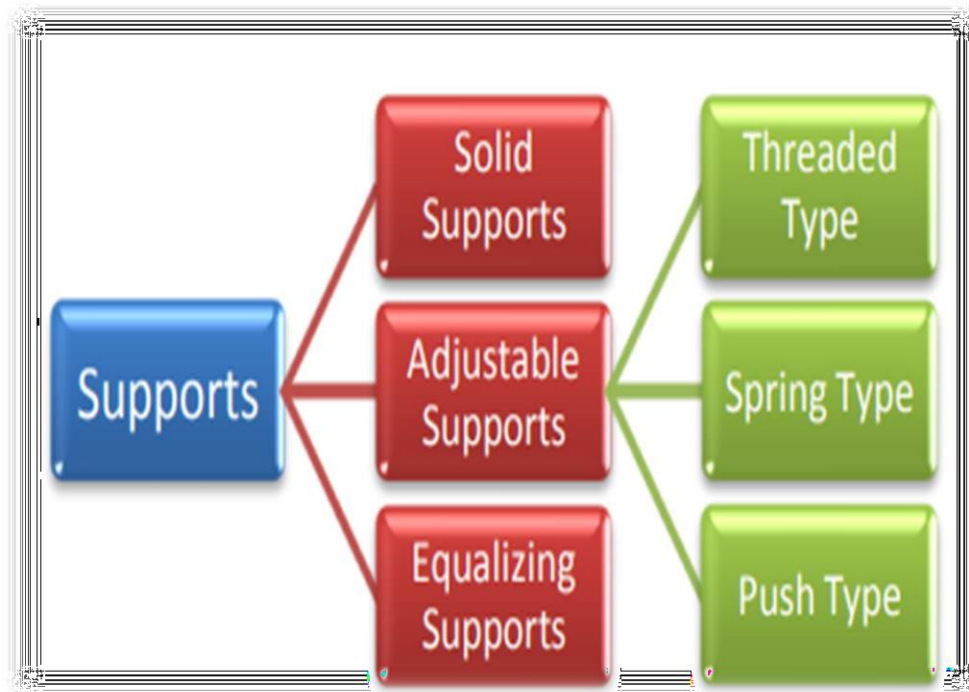 Supports
Solid
Supports
Adjustable
Supports
Equalizing
Supports
Threaded
Type
Spring Type
Push Type